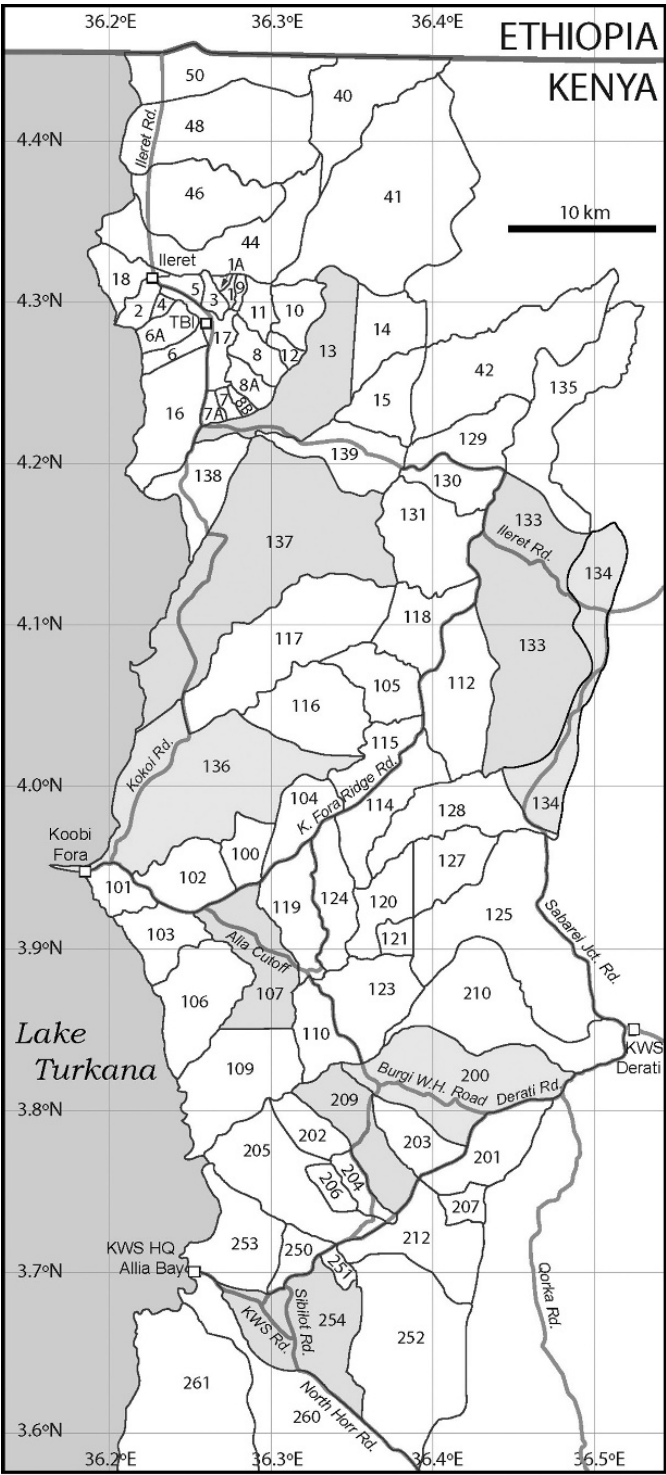 36.2°E 36.3°E 36.4°E
ETHIOPIA
KENYA
50
40
Ileret Rd.
48
4.4°N
46
41
10 km
44
Ileret
1A
18
5
3
19
4.3°N
2
4
TBI
17
11
10
14
6A
6
8
12
13
42
8A
15
135
16
7
7A
8B
129
139
4.2°N
138
130
131
133
Ileret Rd.
137
134
4.1°N
118
117
133
105
112
116
Kokoi Rd.
115
136
4.0°N
K. Fora Ridge Rd.
104
114
128
134
Koobi
Fora
100
127
101
102
119
124
120
125
103
121
3.9°N
Alia Cutoff
Sabarei Jct. Rd.
106
107
123
210
110
KWS
Derati
Lake
Turkana
109
200
Burgi W.H. Road
Derati Rd.
3.8°N
209
202
203
205
201
204
206
207
212
KWS HQ
Allia Bay
253
250
251
3.7°N
Qorka Rd.
KWS Rd.
Sibilot Rd.
254
252
261
260
North Horr Rd.
3.6°N
36.2°E 36.3°E 36.4°E 36.5°E